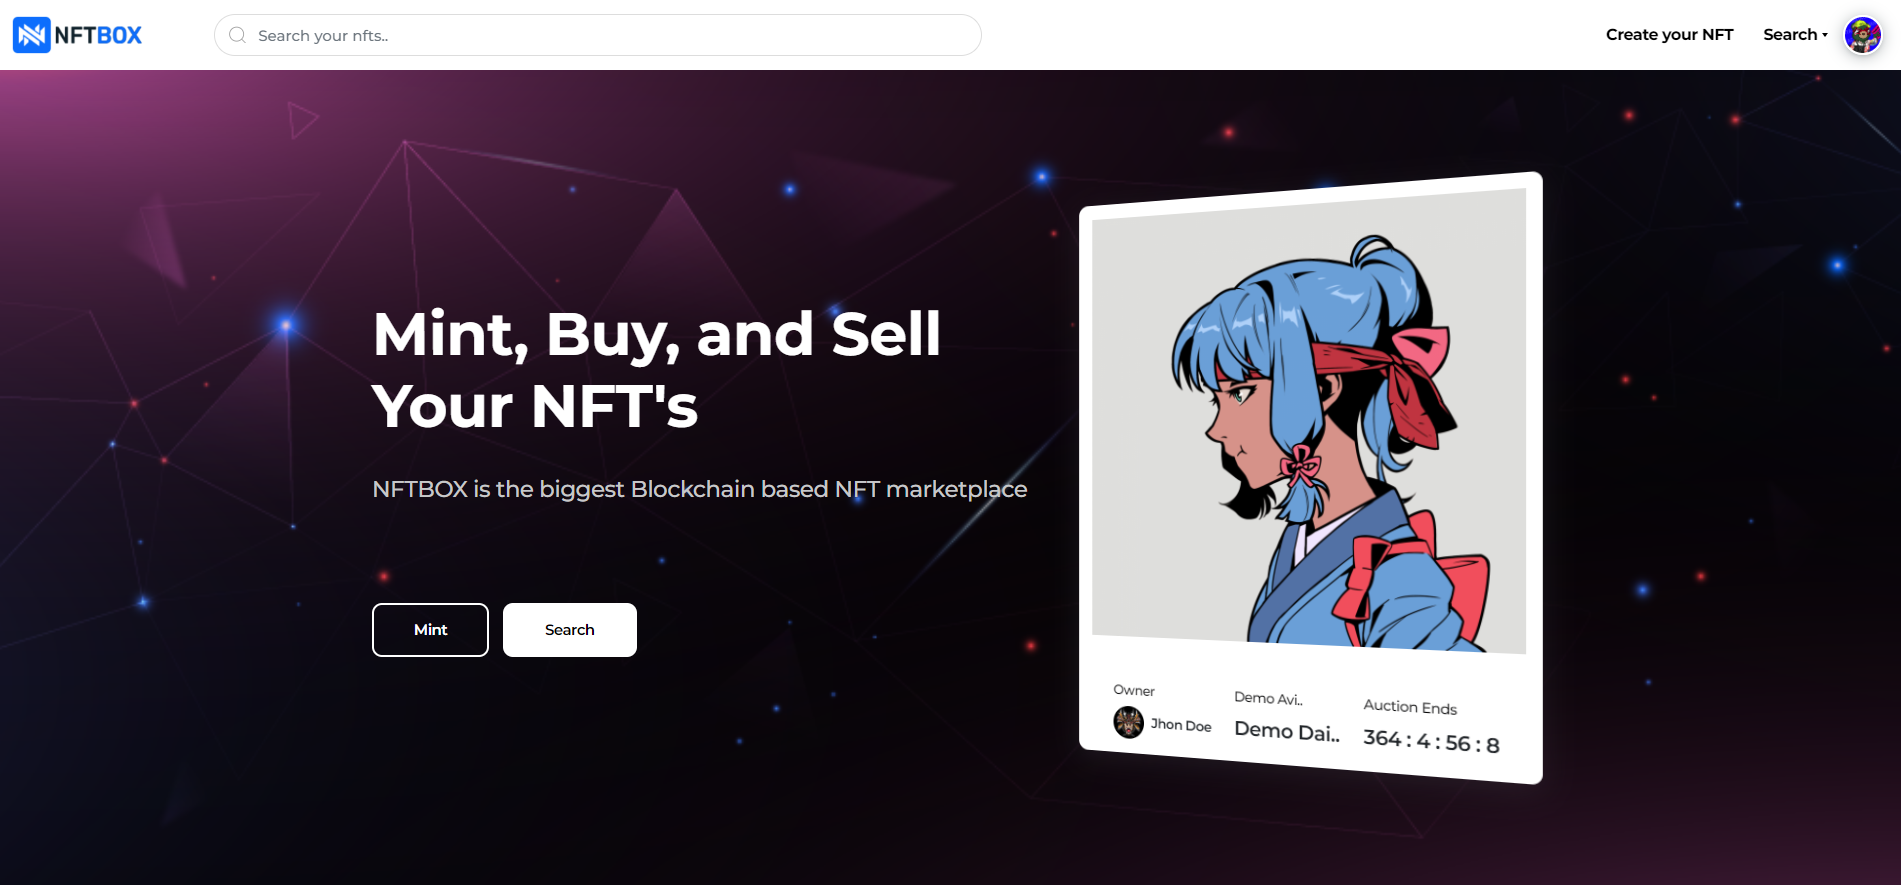 NFTBOX
Search your nfts..
Create your NFT
Search
Mint, Buy, and Sell
Your NFT's
NFTBOX is the biggest Blockchain based NFT marketplace
Mint
Search
Owner
Jhon Doe
Demo Avi..
Demo Dai..
Auction Ends
364 : 4 : 56 : 8